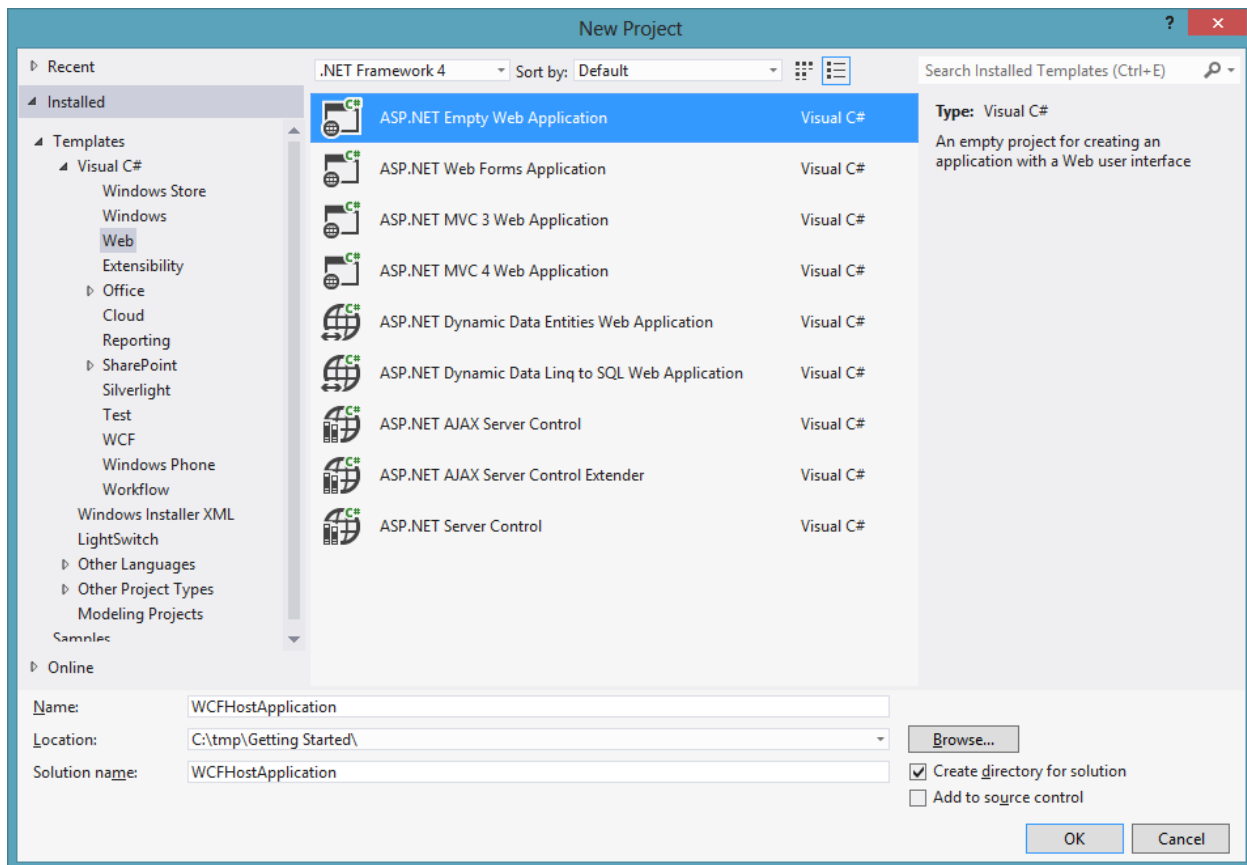 New Project
?
Recent
Installed
Templates
Visual C#
Windows Store
Windows
Web
Extensibility
Office
Cloud
Reporting
SharePoint
Silverlight
Test
WCF
Windows Phone
Workflow
Windows Installer XML
LightSwitch
Other Languages
Other Project Types
Modeling Projects
Samples
Online
.NET Framework 4 Sort by: Default
ASP.NET Empty Web Application Visual C#
ASP.NET Web Forms Application Visual C#
ASP.NET MVC 3 Web Application Visual C#
ASP.NET MVC 4 Web Application Visual C#
ASP.NET Dynamic Data Entities Web Application Visual C#
ASP.NET Dynamic Data Linq to SQL Web Application Visual C#
ASP.NET AJAX Server Control Visual C#
ASP.NET AJAX Server Control Extender Visual C#
ASP.NET Server Control Visual C#
Search Installed Templates (Ctrl+E)
Type: Visual C#
An empty project for creating an
application with a Web user interface
Name: WCFHostApplication
Location: C:\tmp\Getting Started\ Browse...
Solution name: WCFHostApplication
Create directory for solution
Add to source control
OK Cancel